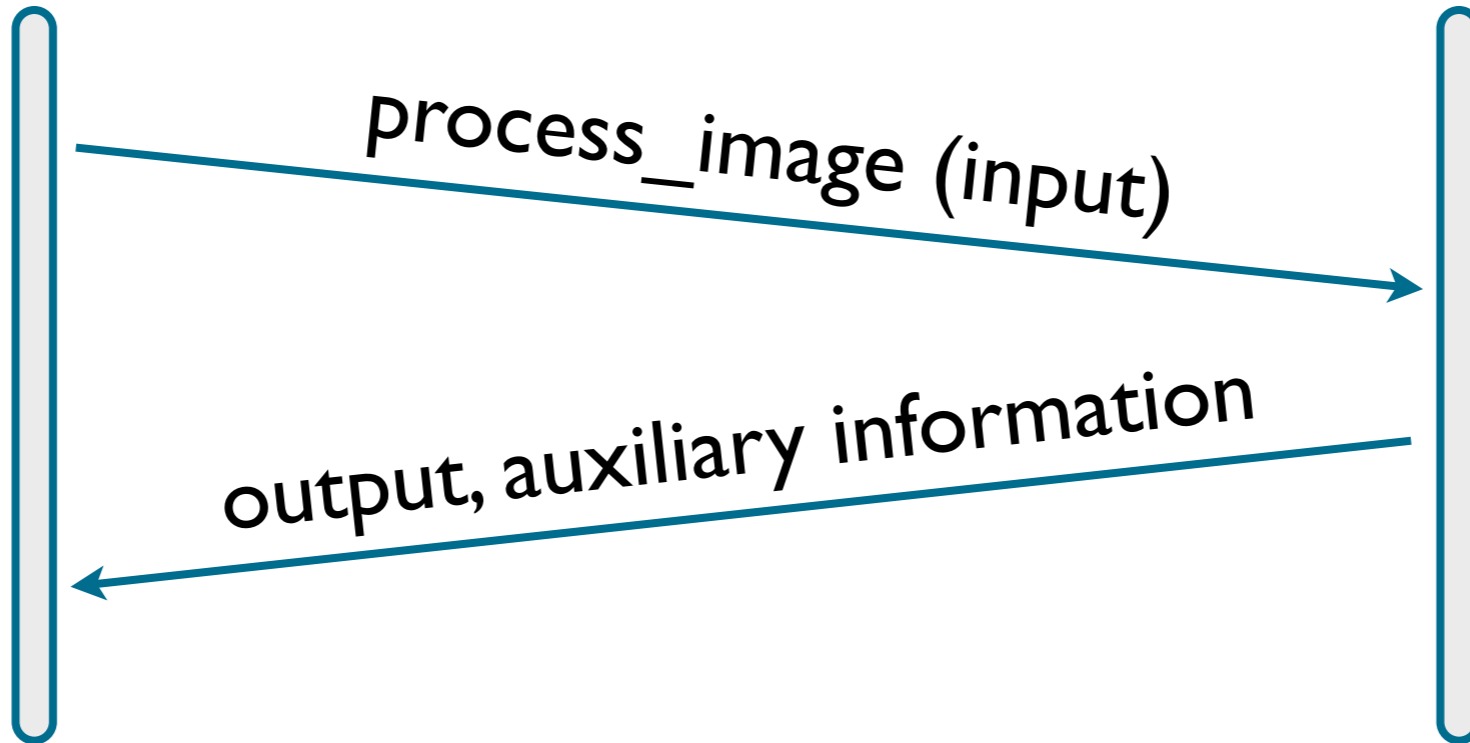 process_image (input)
output, auxiliary information